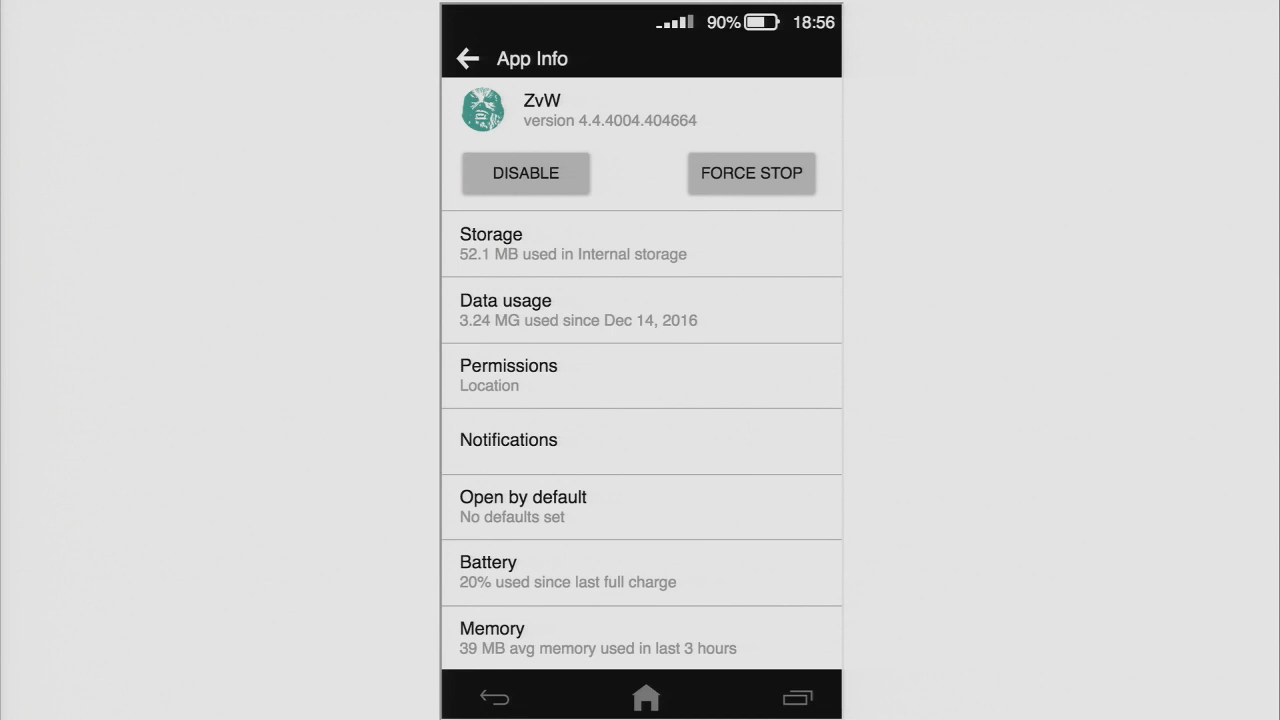 90% 18:56
App Info
ZvW
version 4.4.4004.404664
DISABLE FORCE STOP
Storage
52.1 MB used in Internal storage
Data usage
3.24 MG used since Dec 14, 2016
Permissions
Location
Notifications
Open by default
No defaults set
Battery
20% used since last full charge
Memory
39 MB avg memory used in last 3 hours